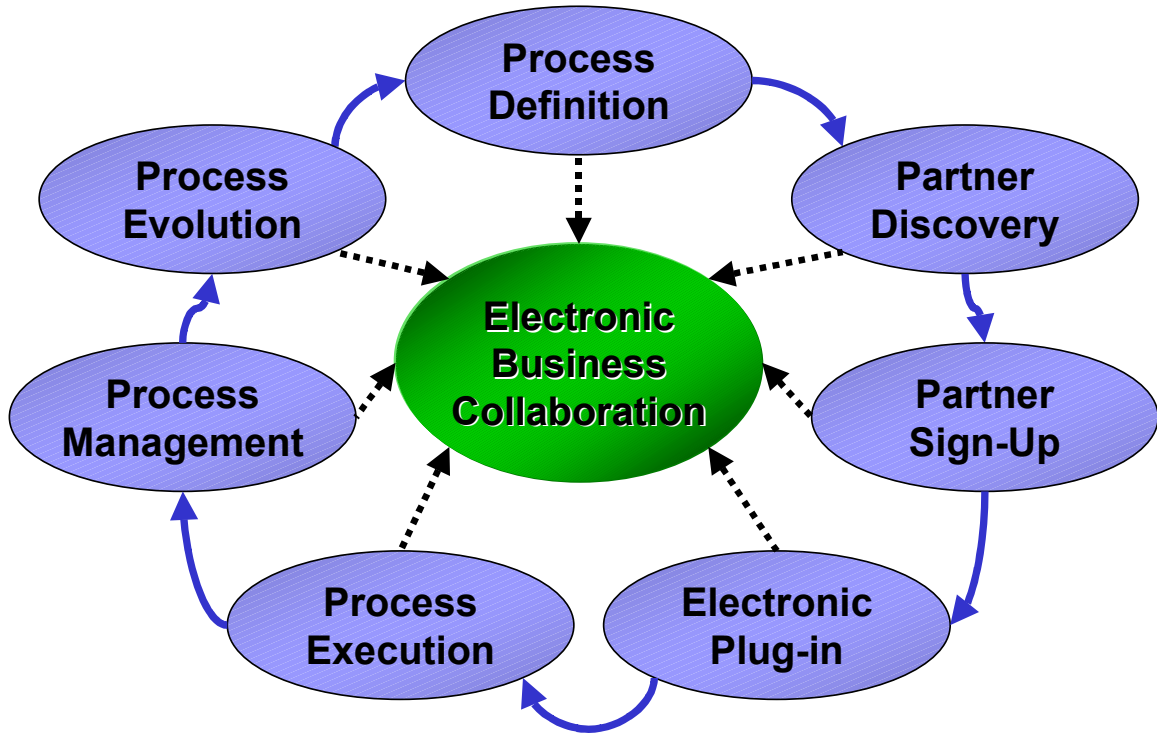 Process
Definition
Partner
Discovery
Partner
Sign-Up
Electronic
Plug-in
Process
Execution
Process
Management
Process
Evolution
Electronic
Business
Collaboration